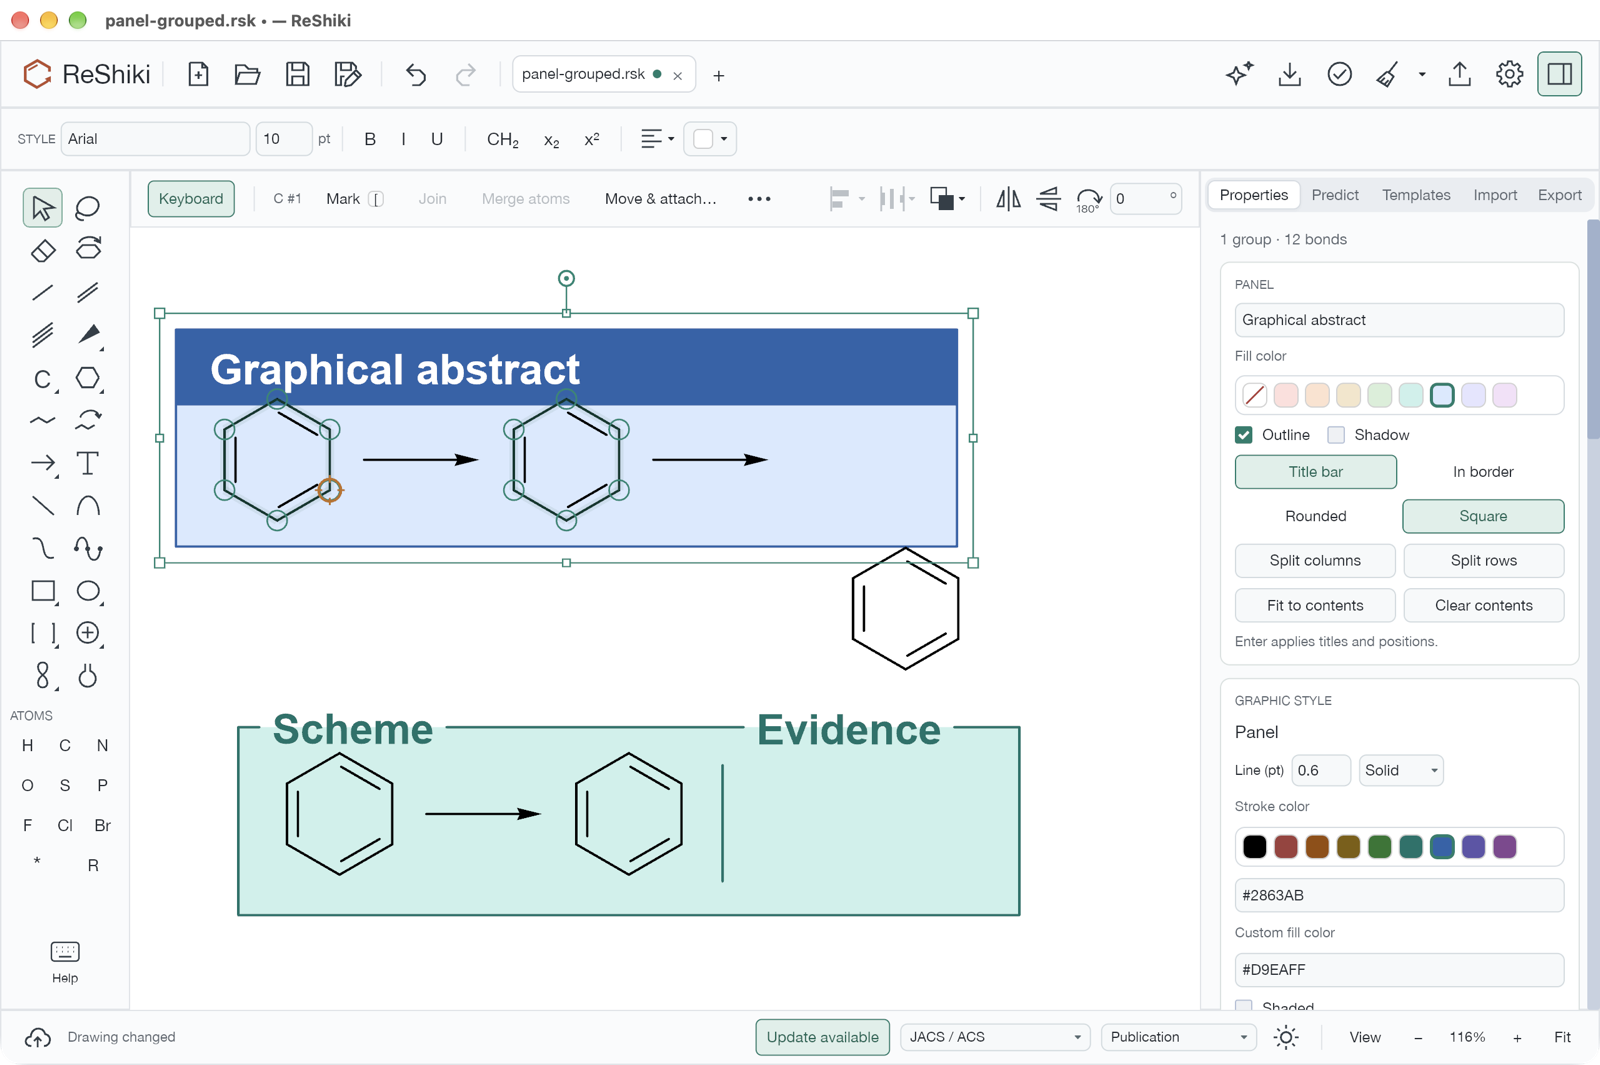 panel-grouped.rsk • — ReShiki
ReShiki
panel-grouped.rsk
STYLE Arial 10 pt B I U CH₂ x₂ x²
Keyboard C #1 Mark [ Join Merge atoms Move & attach... 180° 0 °
Properties Predict Templates Import Export
1 group · 12 bonds
PANEL
Graphical abstract
Fill color
Outline Shadow
Title bar In border
Rounded Square
Split columns Split rows
Fit to contents Clear contents
Enter applies titles and positions.
GRAPHIC STYLE
Panel
Line (pt) 0.6 Solid
Stroke color
#2863AB
Custom fill color
#D9EAFF
Shaded
Graphical abstract
Scheme Evidence
C
T
[ ]
ATOMS
H C N
O S P
F Cl Br
* R
Help
Drawing changed
Update available JACS / ACS Publication View − 116% + Fit